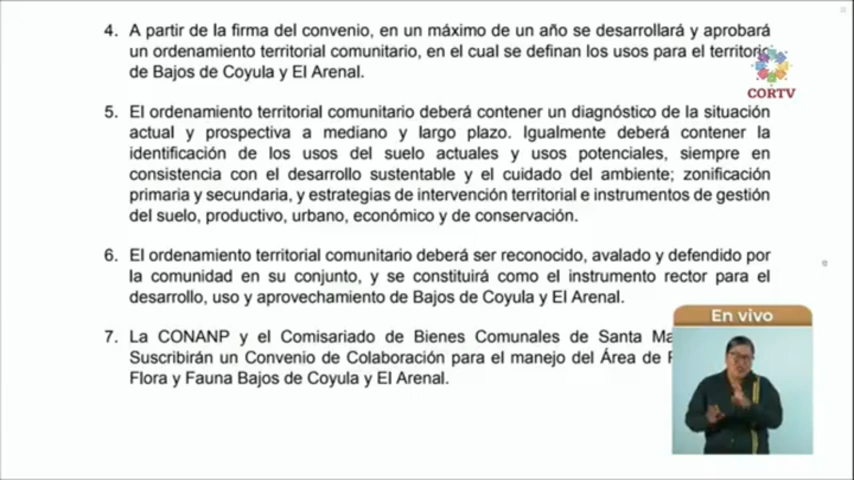 4. A partir de la firma del convenio, en un máximo de un año se desarrollará y aprobará
un ordenamiento territorial comunitario, en el cual se definan los usos para el territorio
de Bajos de Coyula y El Arenal.
CORTV
5. El ordenamiento territorial comunitario deberá contener un diagnóstico de la situación
actual y prospectiva a mediano y largo plazo. Igualmente deberá contener la
identificación de los usos del suelo actuales y usos potenciales, siempre en
consistencia con el desarrollo sustentable y el cuidado del ambiente; zonificación
primaria y secundaria, y estrategias de intervención territorial e instrumentos de gestión
del suelo, productivo, urbano, económico y de conservación.
6. El ordenamiento territorial comunitario deberá ser reconocido, avalado y defendido por
la comunidad en su conjunto, y se constituirá como el instrumento rector para el
desarrollo, uso y aprovechamiento de Bajos de Coyula y El Arenal.
En vivo
7. La CONANP y el Comisariado de Bienes Comunales de Santa Ma
Suscribirán un Convenio de Colaboración para el manejo del Área de
Flora y Fauna Bajos de Coyula y El Arenal.